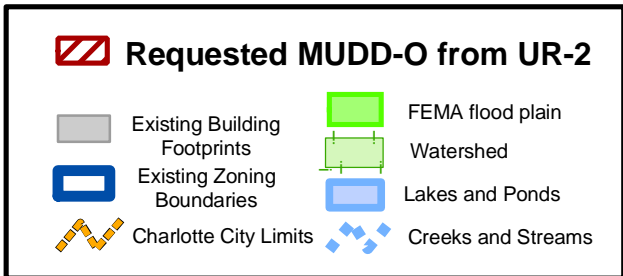 Requested MUDD-O from UR-2
Existing Building
Footprints
Existing Zoning
Boundaries
Charlotte City Limits
FEMA flood plain
Watershed
Lakes and Ponds
Creeks and Streams